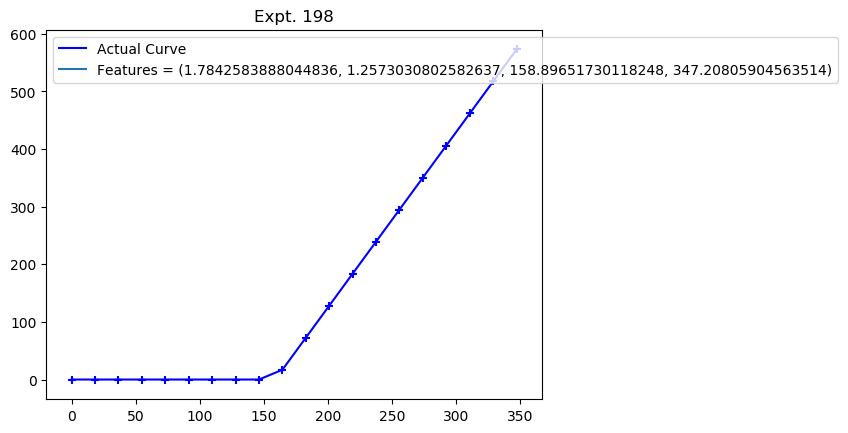 Expt. 198
Actual Curve
Features = (1.7842583888044836, 1.2573030802582637, 158.89651730118248, 347.20805904563514)
600
500
400
300
200
100
0
0 50 100 150 200 250 300 350